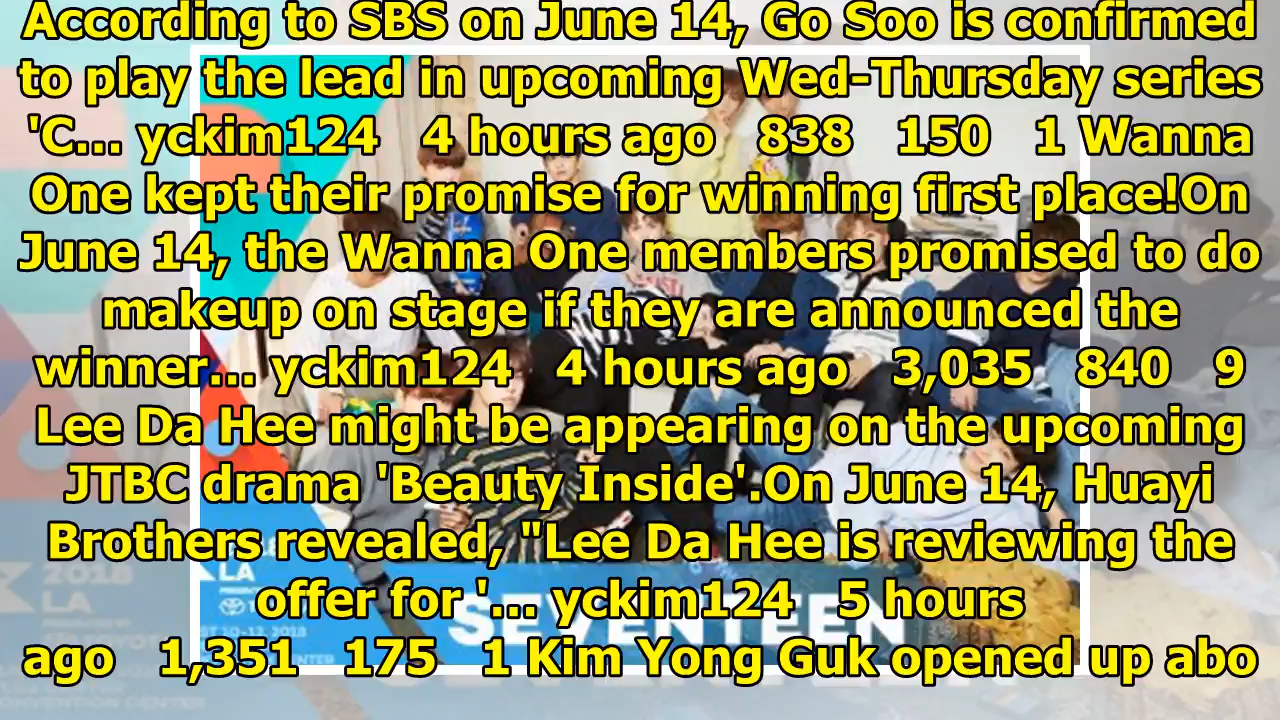 According to SBS on June 14, Go Soo is confirmed
to play the lead in upcoming Wed-Thursday series
'C... yckim124 4 hours ago 838 150 1 Wanna
One kept their promise for winning first place!On
June 14, the Wanna One members promised to do
makeup on stage if they are announced the
winner... yckim124 4 hours ago 3,035 840 9
Lee Da Hee might be appearing on the upcoming
JTBC drama 'Beauty Inside'.On June 14, Huayi
Brothers revealed, "Lee Da Hee is reviewing the
offer for '... yckim124 5 hours
ago 1,351 175 1 Kim Yong Guk opened up abo
2018
LA
LA
SEVENTEEN